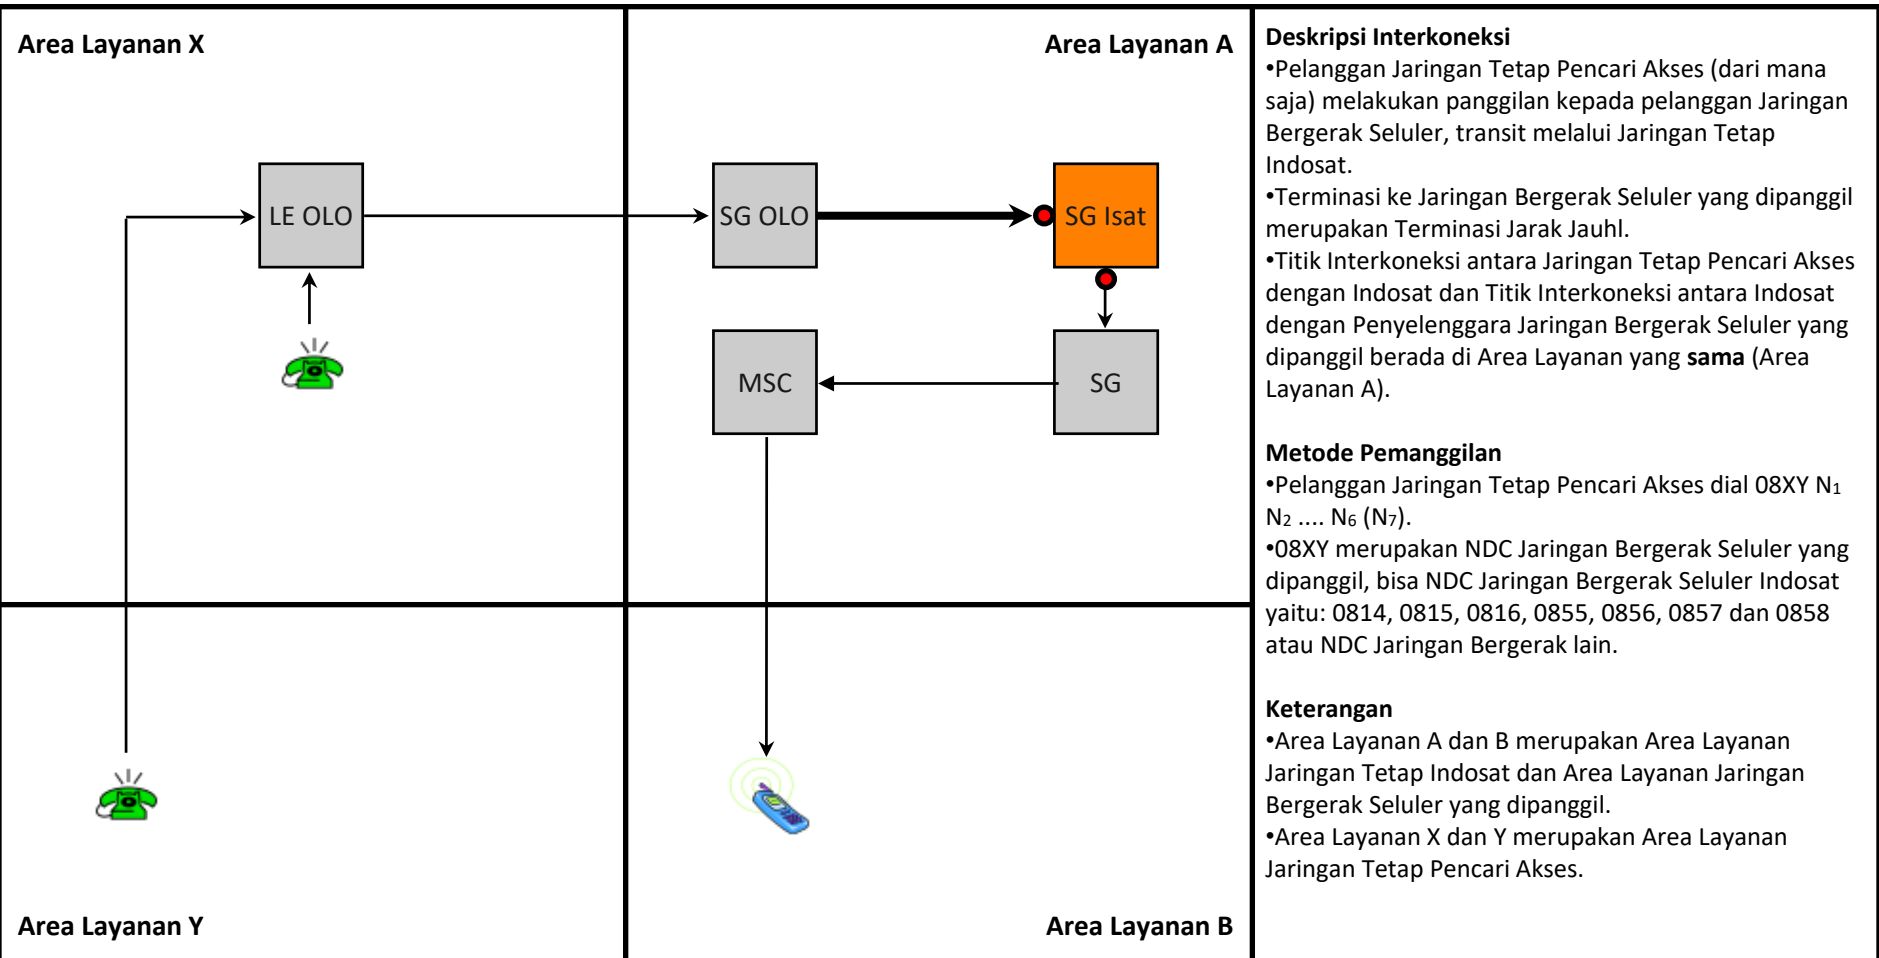 Area Layanan X
Area Layanan A
LE OLO
SG OLO
SG Isat
MSC
SG
Area Layanan Y
Area Layanan B
Deskripsi Interkoneksi
•Pelanggan Jaringan Tetap Pencari Akses (dari mana
saja) melakukan panggilan kepada pelanggan Jaringan
Bergerak Seluler, transit melalui Jaringan Tetap
Indosat.
•Terminasi ke Jaringan Bergerak Seluler yang dipanggil
merupakan Terminasi Jarak Jauhl.
•Titik Interkoneksi antara Jaringan Tetap Pencari Akses
dengan Indosat dan Titik Interkoneksi antara Indosat
dengan Penyelenggara Jaringan Bergerak Seluler yang
dipanggil berada di Area Layanan yang sama (Area
Layanan A).
Metode Pemanggilan
•Pelanggan Jaringan Tetap Pencari Akses dial 08XY N1
N2 .... N6 (N7).
•08XY merupakan NDC Jaringan Bergerak Seluler yang
dipanggil, bisa NDC Jaringan Bergerak Seluler Indosat
yaitu: 0814, 0815, 0816, 0855, 0856, 0857 dan 0858
atau NDC Jaringan Bergerak lain.
Keterangan
•Area Layanan A dan B merupakan Area Layanan
Jaringan Tetap Indosat dan Area Layanan Jaringan
Bergerak Seluler yang dipanggil.
•Area Layanan X dan Y merupakan Area Layanan
Jaringan Tetap Pencari Akses.